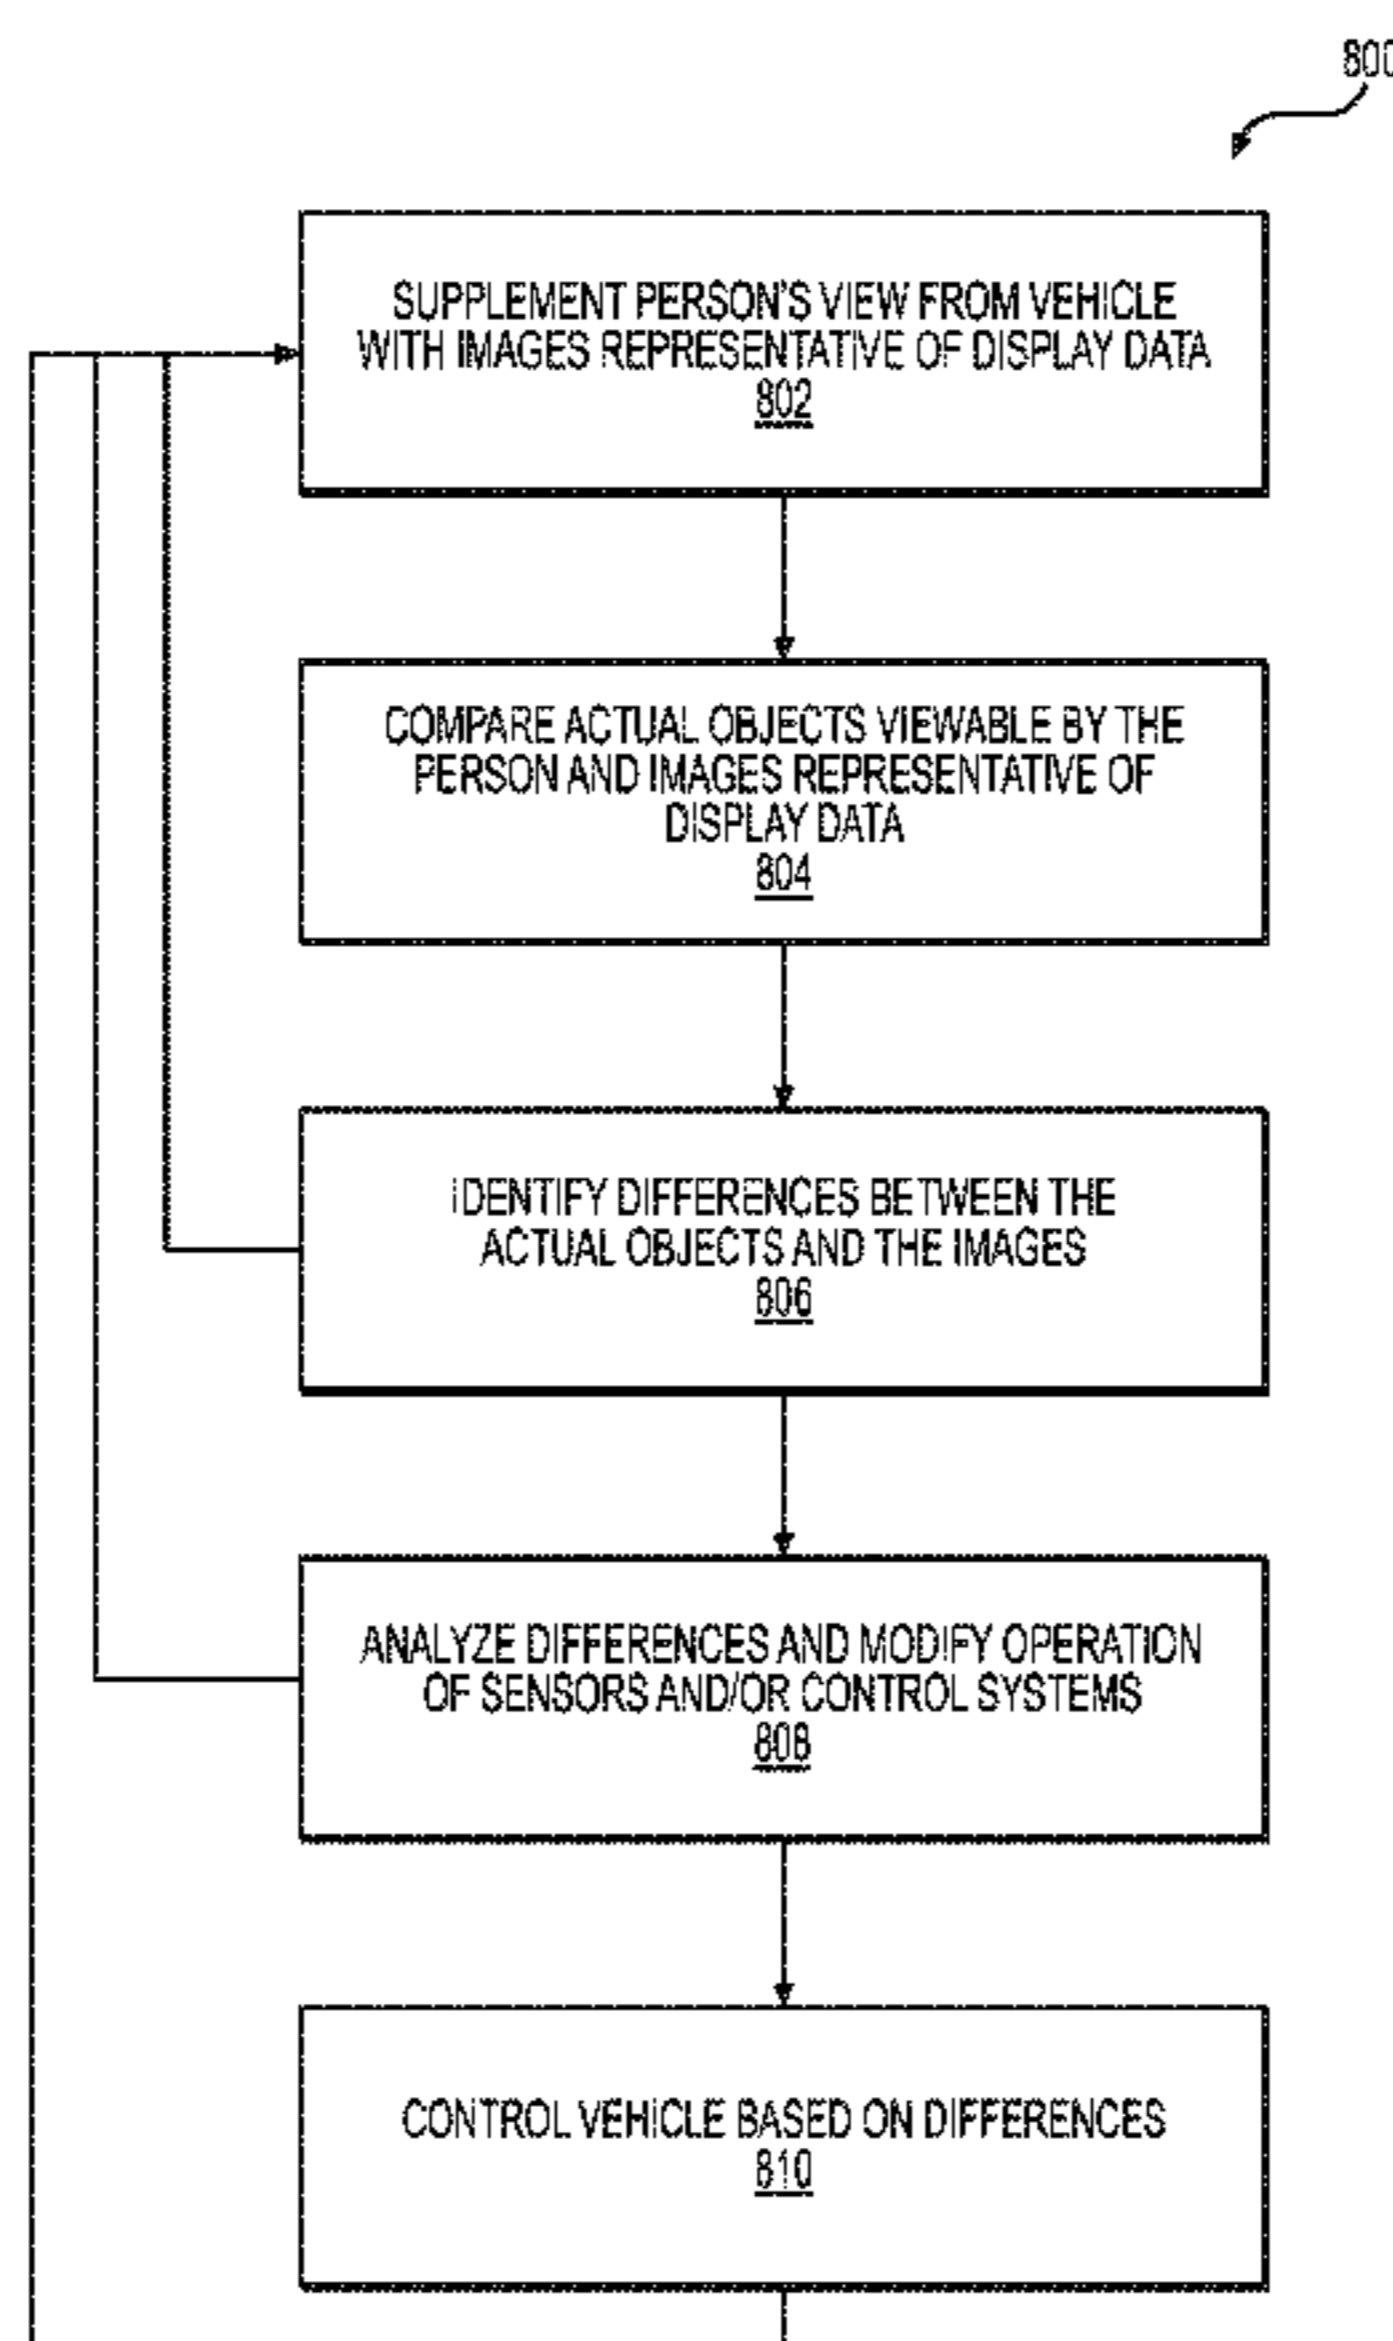 800
SUPPLEMENT PERSON'S VIEW FROM VEHICLE
WITH IMAGES REPRESENTATIVE OF DISPLAY DATA
802
COMPARE ACTUAL OBJECTS VIEWABLE BY THE
PERSON AND IMAGES REPRESENTATIVE OF
DISPLAY DATA
804
IDENTIFY DIFFERENCES BETWEEN THE
ACTUAL OBJECTS AND THE IMAGES
806
ANALYZE DIFFERENCES AND MODIFY OPERATION
OF SENSORS AND/OR CONTROL SYSTEMS
808
CONTROL VEHICLE BASED ON DIFFERENCES
810